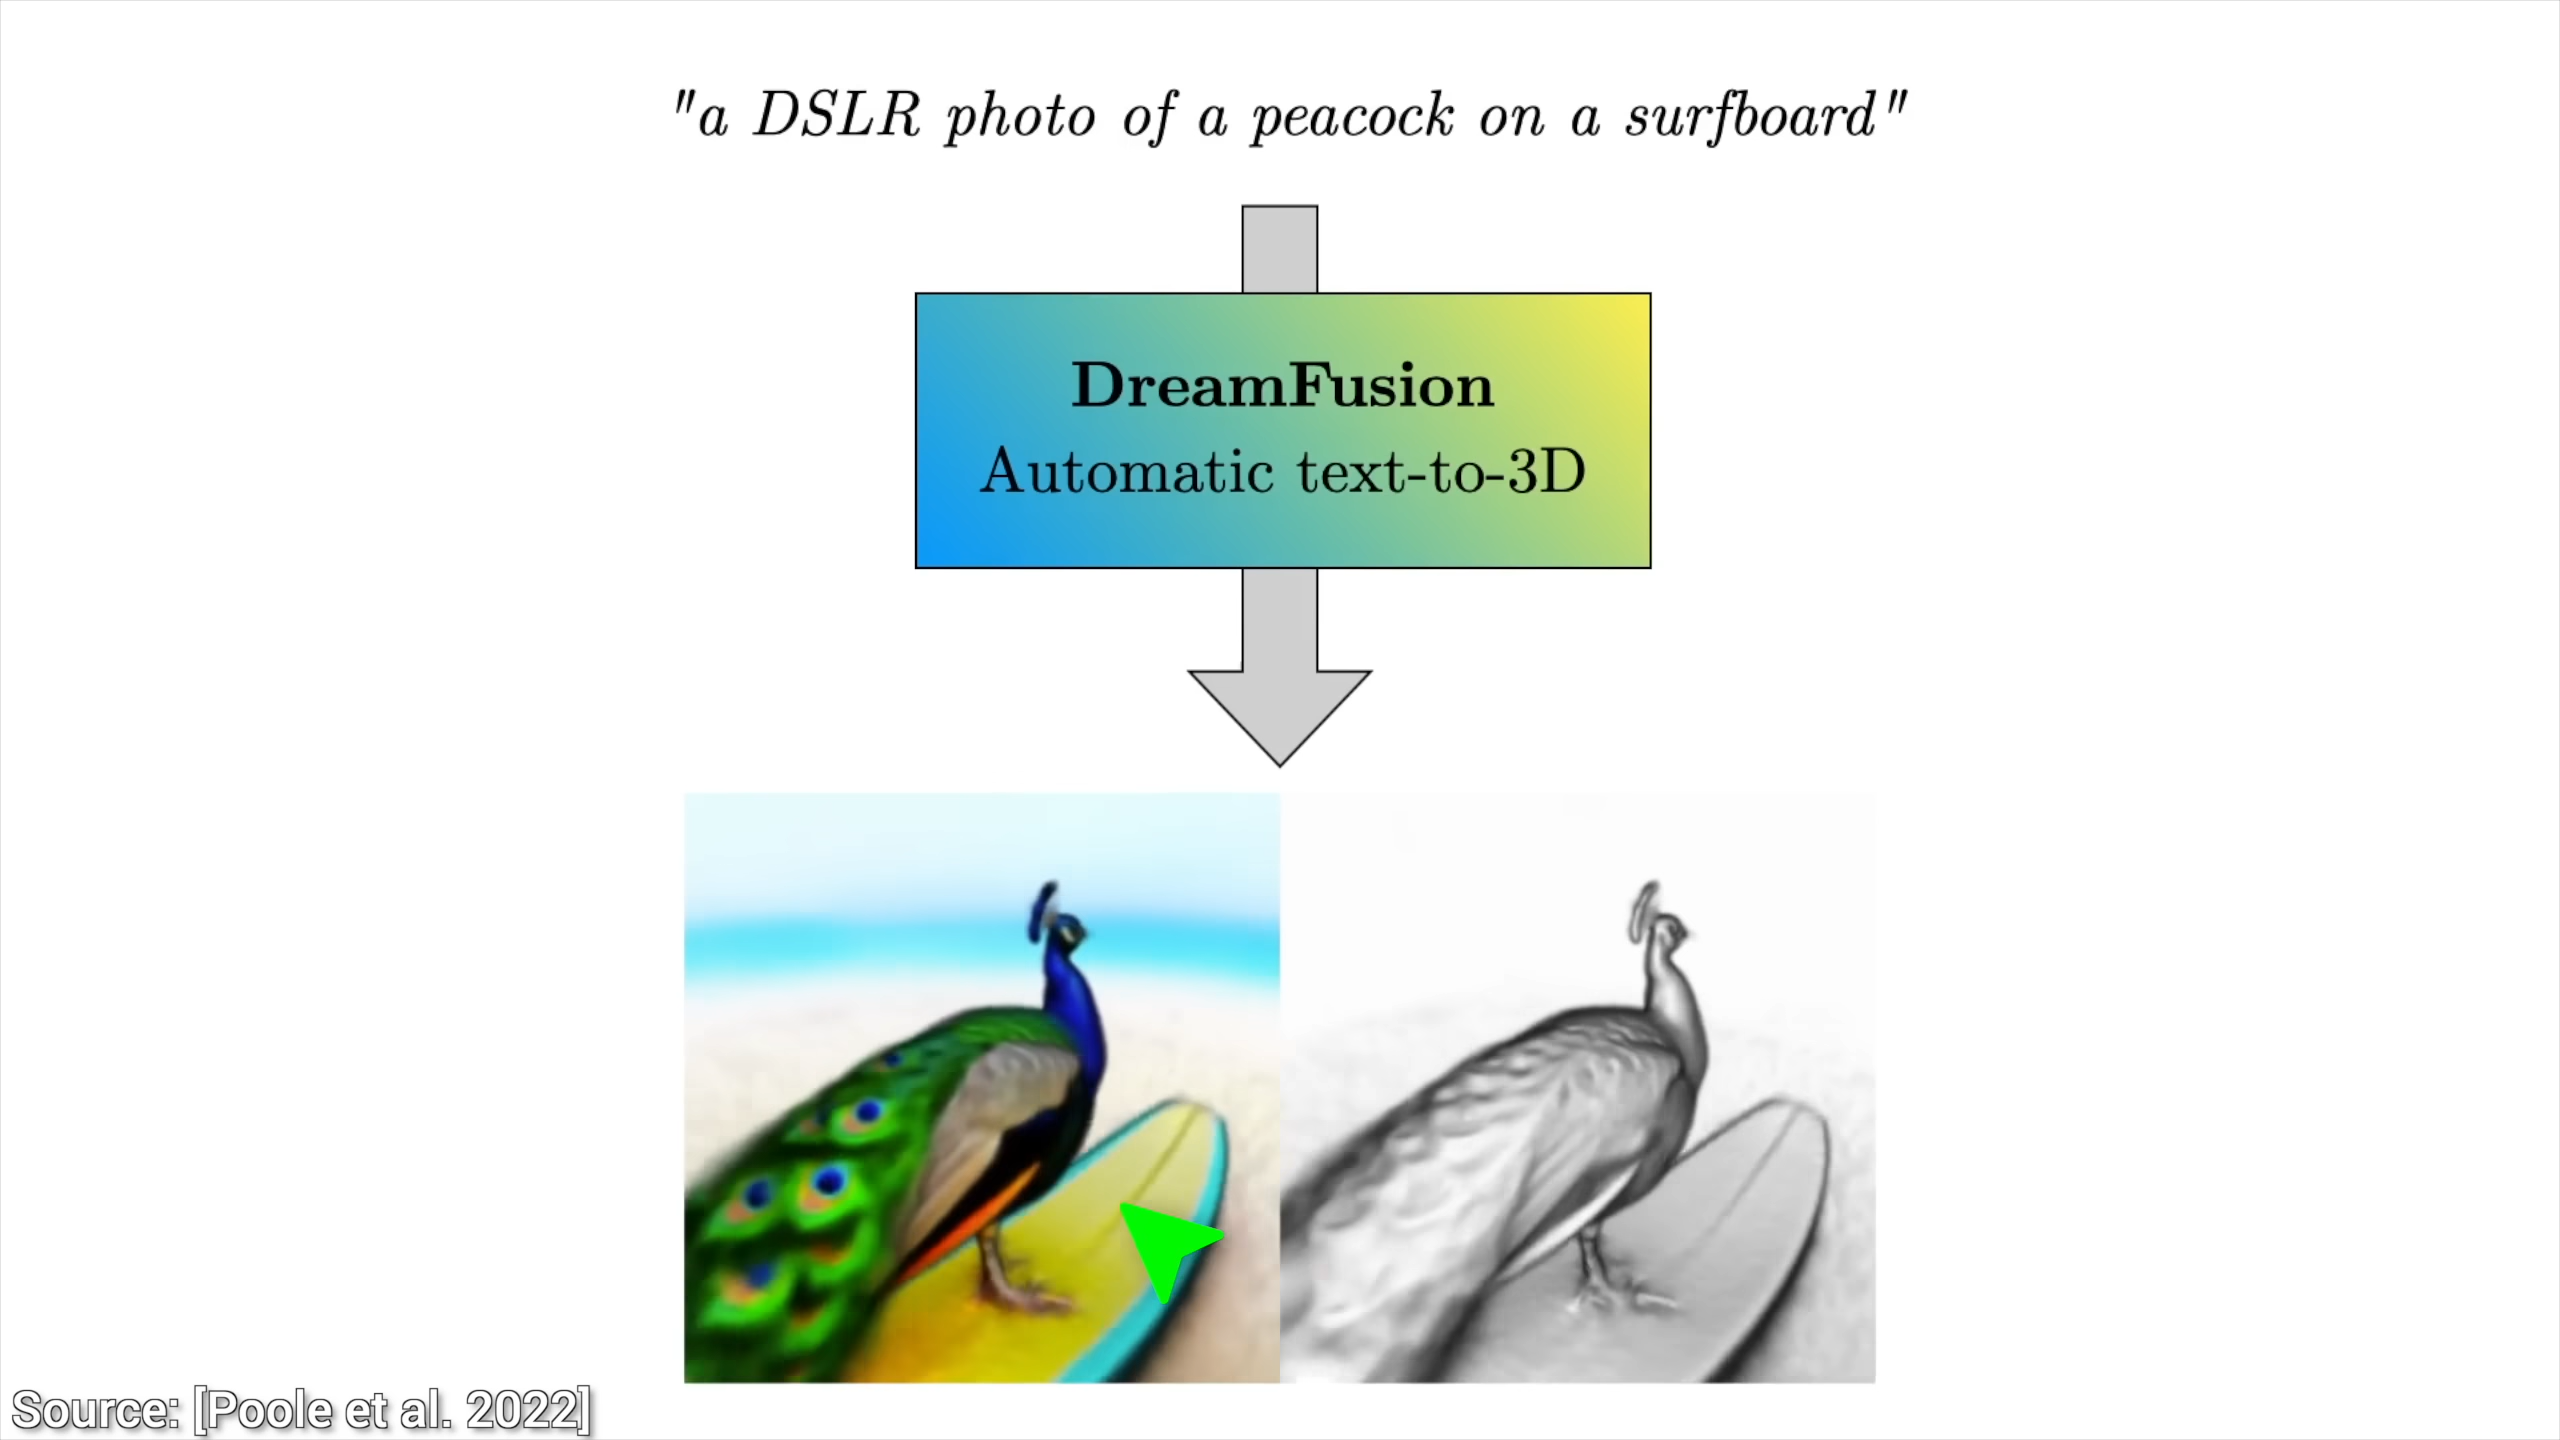 "a DSLR photo of a peacock on a surfboard"
DreamFusion
Automatic text-to-3D
Source: [Poole et al. 2022]